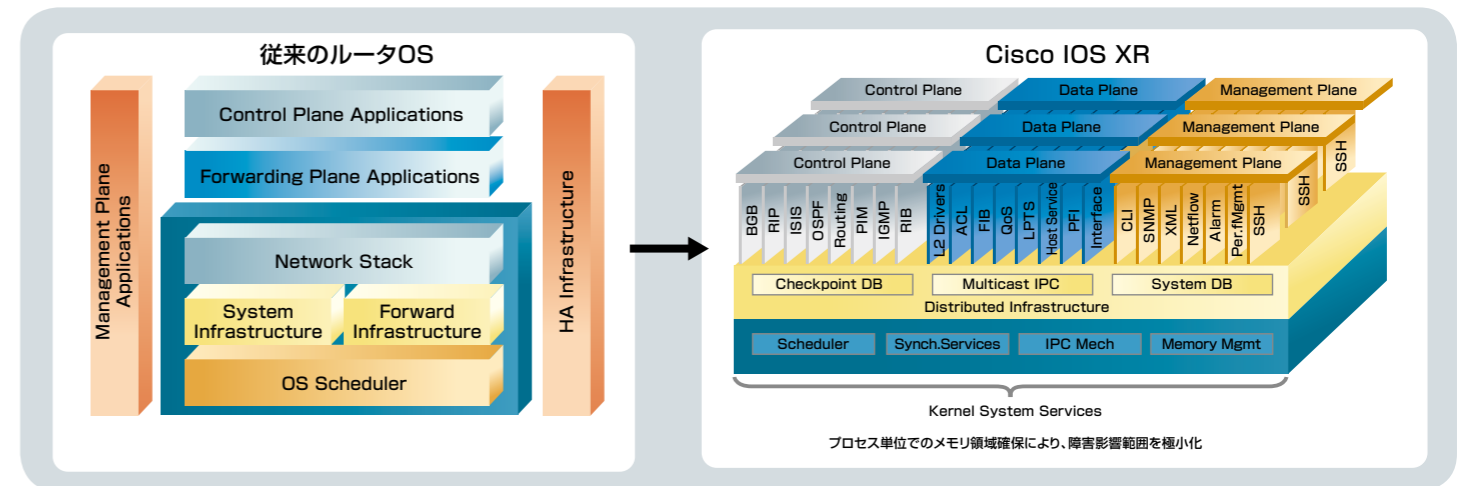 従来のルータOS
Management Plane
Applications
Control Plane Applications
Forwarding Plane Applications
Network Stack
System
Infrastructure
Forward
Infrastructure
OS Scheduler
HA Infrastructure
Cisco IOS XR
Control Plane
Data Plane
Management Plane
Control Plane
Data Plane
Management Plane
Control Plane
Data Plane
Management Plane
BGB
RIP
ISIS
OSPF
Routing
PIM
IGMP
RIB
L2 Drivers
ACL
FIB
QoS
LPTS
Host Service
PFI
Interface
CLI
SNMP
XML
Netflow
Alarm
Per.fMgmt
SSH
SSH
SSH
Checkpoint DB
Multicast IPC
System DB
Distributed Infrastructure
Scheduler
Synch.Services
IPC Mech
Memory Mgmt
Kernel System Services
プロセス単位でのメモリ領域確保により、障害影響範囲を極小化